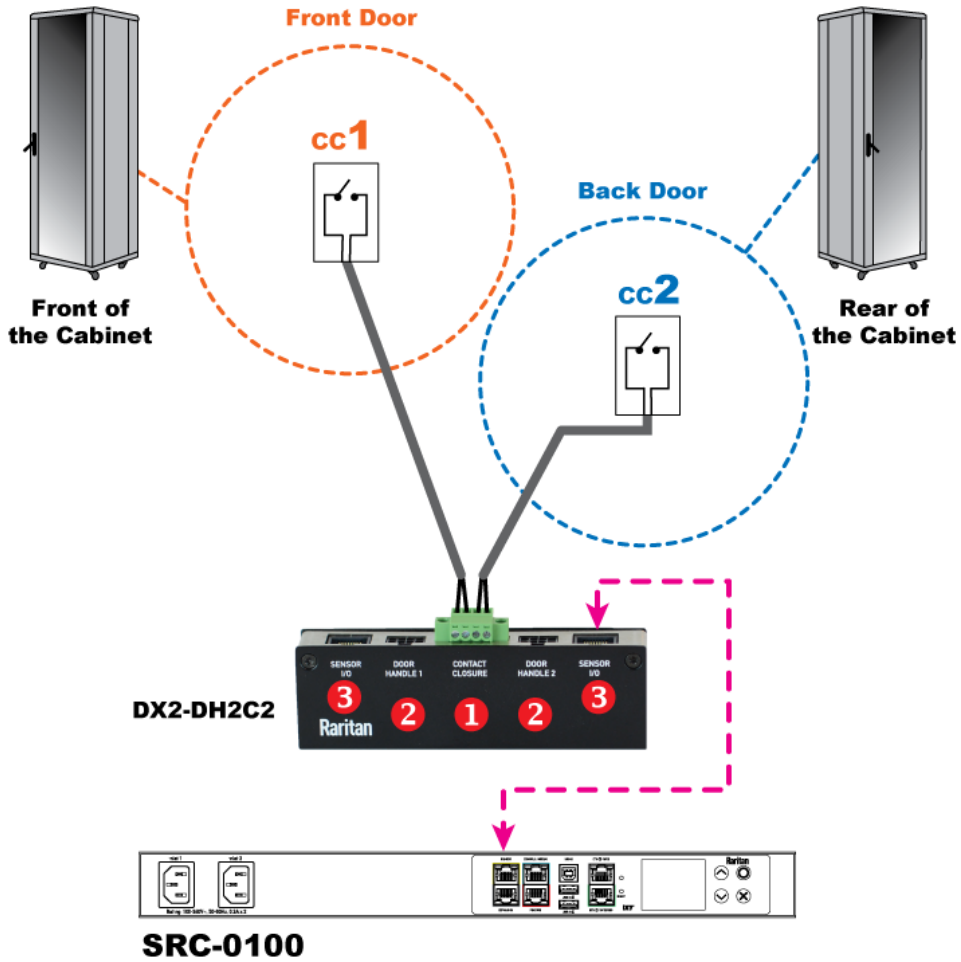 Front Door
cc1
Back Door
cc2
Front of
the Cabinet
Rear of
the Cabinet
SENSOR
I/O
DOOR
HANDLE 1
CONTACT
CLOSURE
DOOR
HANDLE 2
SENSOR
I/O
3
2
1
2
3
Raritan
DX2-DH2C2
Raritan
SRC-0100